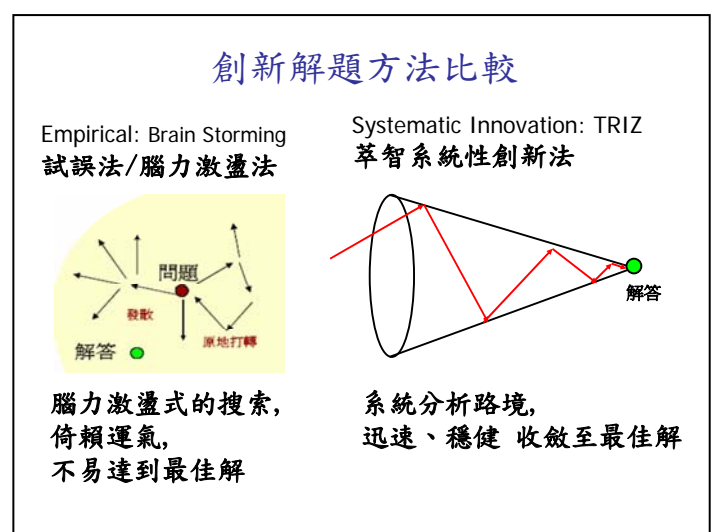 創新解題方法比較
Empirical: Brain Storming
試誤法/腦力激盪法
問題
發散
原地打轉
解答
腦力激盪式的搜索,
倚賴運氣,
不易達到最佳解
Systematic Innovation: TRIZ
萃智系統性創新法
解答
系統分析路境,
迅速、穩健 收斂至最佳解